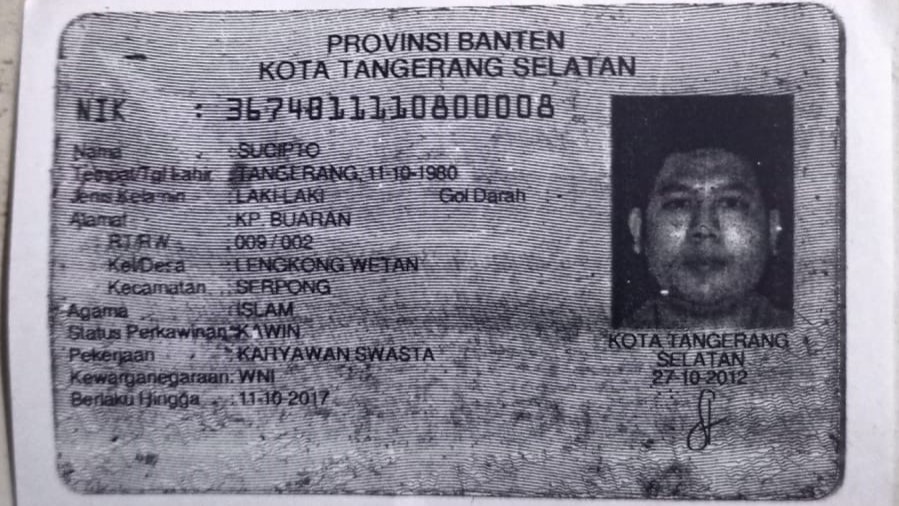 PROVINSI BANTEN
KOTA TANGERANG SELATAN
NIK : 3674811110800008
Nama : SUCIPTO
Tempat/Tgl Lahir : TANGERANG, 11-10-1980
Jenis Kelamin : LAKI-LAKI Gol Darah : -
Alamat : KP. BUARAN
RT/RW : 009 / 002
Kel/Desa : LENGKONG WETAN
Kecamatan : SERPONG
Agama : ISLAM
Status Perkawinan : KAWIN
Pekerjaan : KARYAWAN SWASTA
Kewarganegaraan : WNI
Berlaku Hingga : 11-10-2017
KOTA TANGERANG
SELATAN
27-10-2012